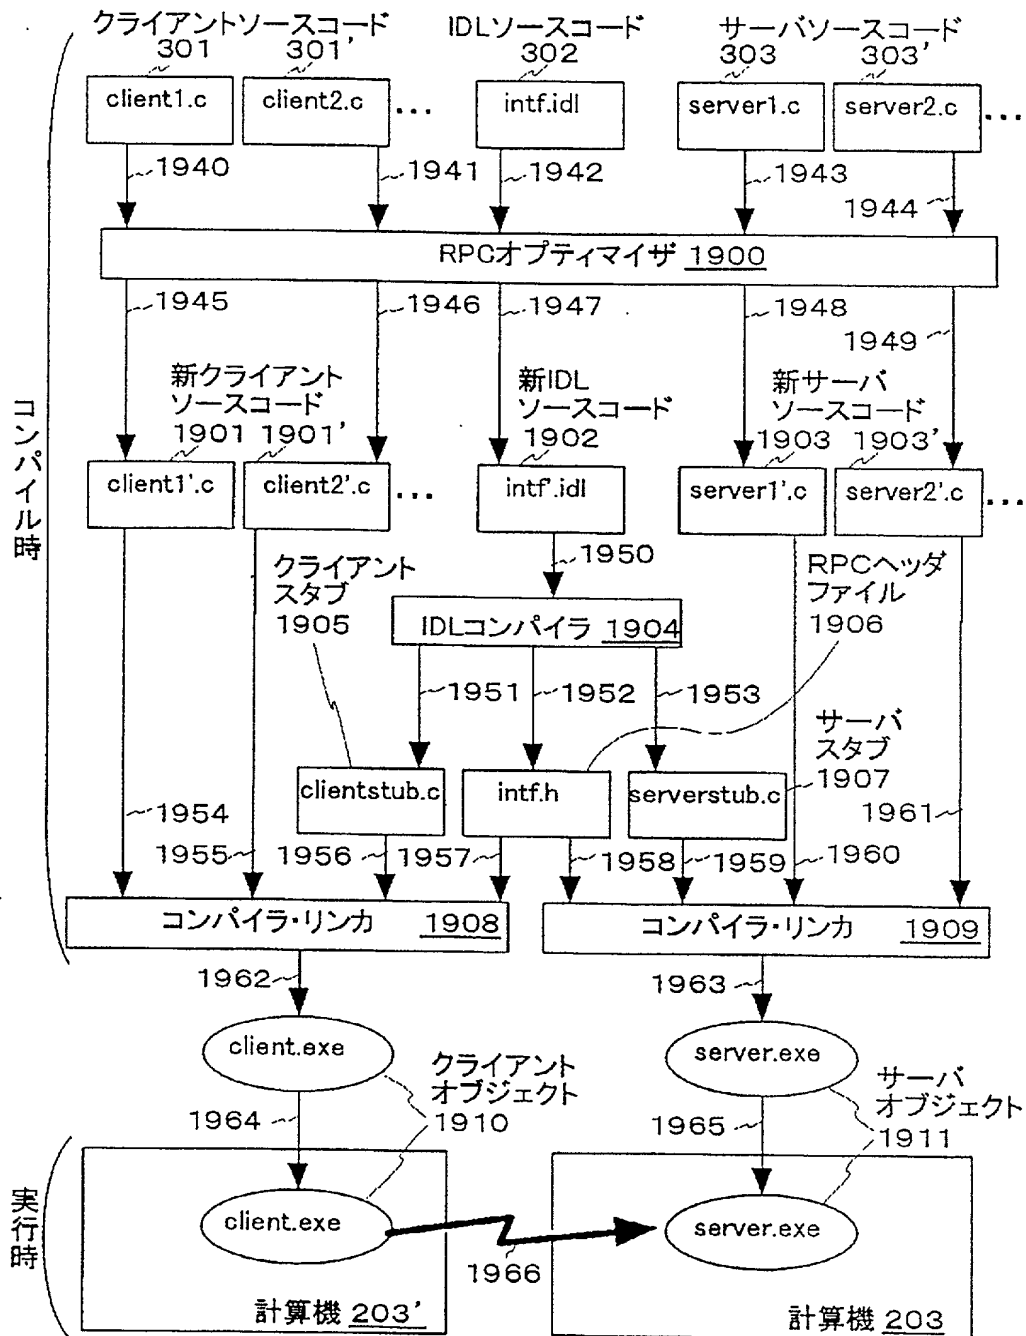 クライアントソースコード
301 301'
IDLソースコード
302
サーバソースコード
303 303'
client1.c
client2.c
...
intf.idl
server1.c
server2.c
...
1940
1941
1942
1943
1944
RPCオプティマイザ 1900
1945
1946
1947
1948
1949
新クライアント
ソースコード
1901 1901'
新IDL
ソースコード
1902
新サーバ
ソースコード
1903 1903'
client1'.c
client2'.c
...
intf'.idl
server1'.c
server2'.c
...
コンパイル時
1950
クライアント
スタブ
1905
RPCヘッダ
ファイル
1906
IDLコンパイラ 1904
1951
1952
1953
サーバ
スタブ
1907
clientstub.c
intf.h
serverstub.c
1954
1955
1956
1957
1958
1959
1960
1961
コンパイラ・リンカ 1908
コンパイラ・リンカ 1909
1962
1963
client.exe
server.exe
クライアント
オブジェクト
1910
サーバ
オブジェクト
1911
1964
1965
実行時
client.exe
server.exe
1966
計算機 203'
計算機 203